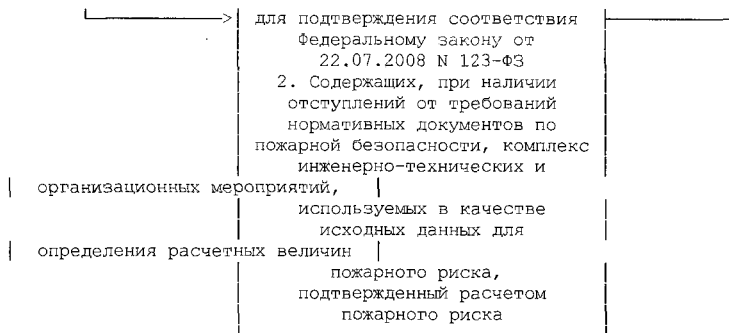 для подтверждения соответствия
Федеральному закону от
22.07.2008 N 123-ФЗ
2. Содержащих, при наличии
отступлений от требований
нормативных документов по
пожарной безопасности, комплекс
инженерно-технических и
организационных мероприятий,
используемых в качестве
исходных данных для
определения расчетных величин
пожарного риска,
подтвержденный расчетом
пожарного риска